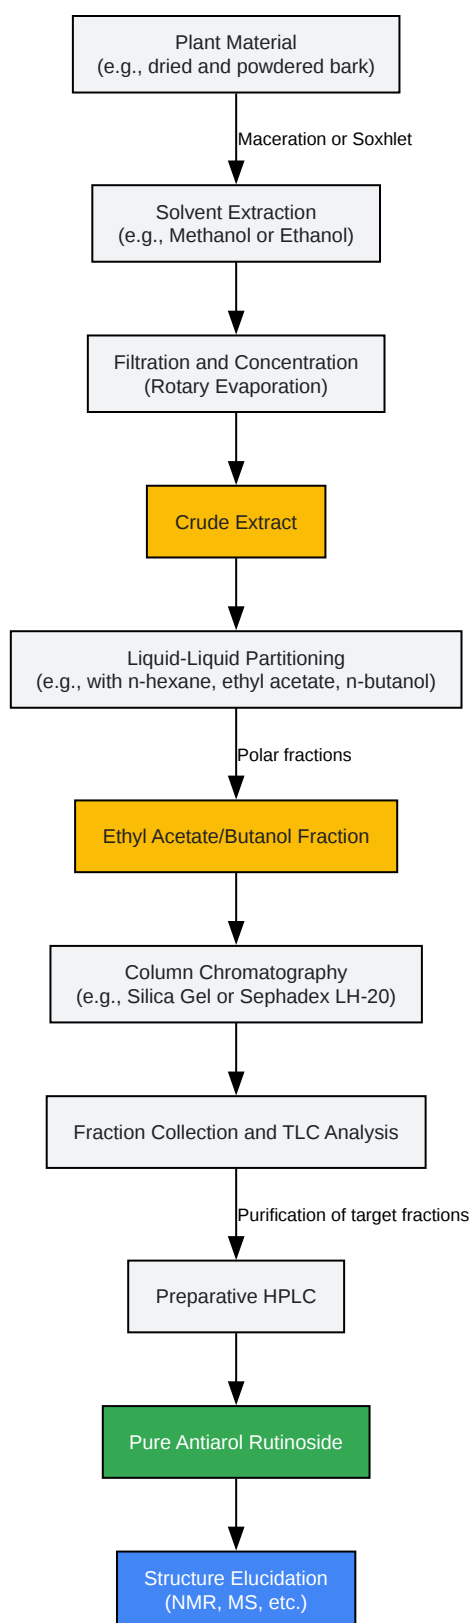 Plant Material
(e.g., dried and powdered bark)
Maceration or Soxhlet
Solvent Extraction
(e.g., Methanol or Ethanol)
Filtration and Concentration
(Rotary Evaporation)
Crude Extract
Liquid-Liquid Partitioning
(e.g., with n-hexane, ethyl acetate, n-butanol)
Polar fractions
Ethyl Acetate/Butanol Fraction
Column Chromatography
(e.g., Silica Gel or Sephadex LH-20)
Fraction Collection and TLC Analysis
Purification of target fractions
Preparative HPLC
Pure Antiarol Rutinoside
Structure Elucidation
(NMR, MS, etc.)